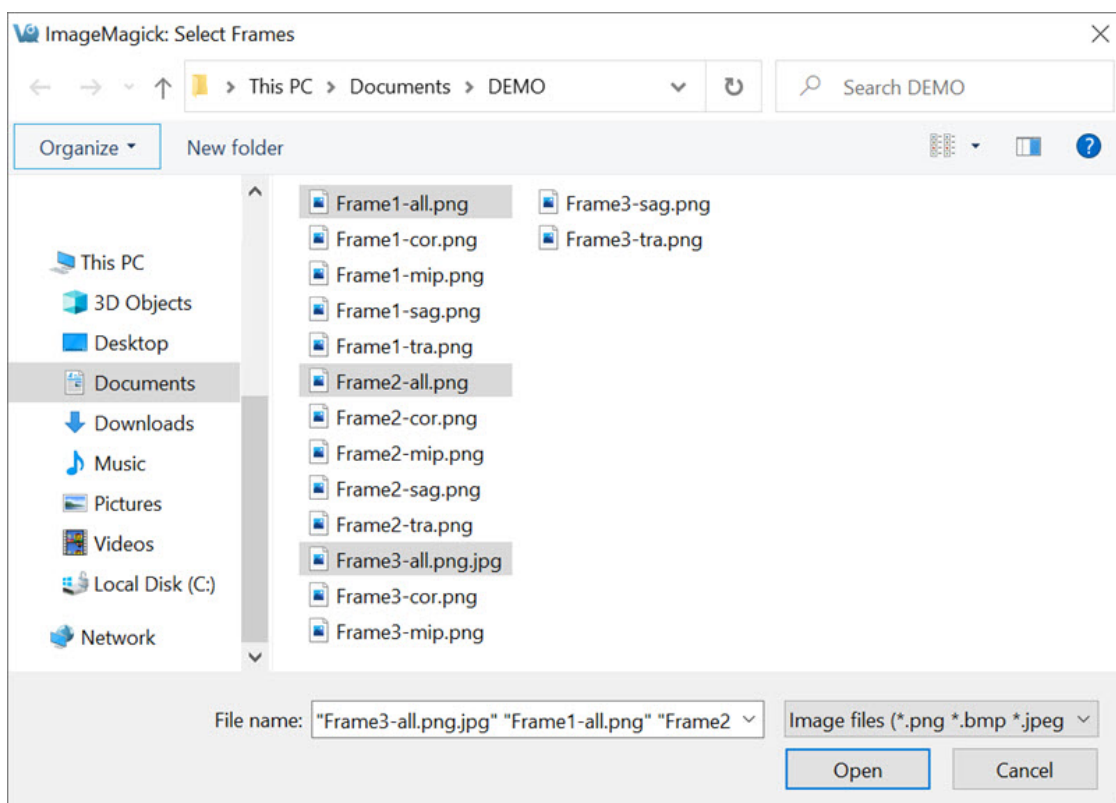 ImageMagick: Select Frames
This PC > Documents > DEMO
Search DEMO
Organize
New folder
?
This PC
3D Objects
Desktop
Documents
Downloads
Music
Pictures
Videos
Local Disk (C:)
Network
Frame1-all.png
Frame1-cor.png
Frame1-mip.png
Frame1-sag.png
Frame1-tra.png
Frame2-all.png
Frame2-cor.png
Frame2-mip.png
Frame2-sag.png
Frame2-tra.png
Frame3-all.png.jpg
Frame3-cor.png
Frame3-mip.png
Frame3-sag.png
Frame3-tra.png
File name: "Frame3-all.png.jpg" "Frame1-all.png" "Frame2
Image files (*.png *.bmp *.jpeg
Open
Cancel